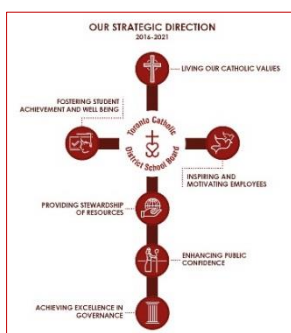 OUR STRATEGIC DIRECTION
2016-2021
LIVING OUR CATHOLIC VALUES
FOSTERING STUDENT
ACHIEVEMENT AND WELL BEING
Toronto Catholic
District School Board
INSPIRING AND
MOTIVATING EMPLOYEES
PROVIDING STEWARDSHIP
OF RESOURCES
ENHANCING PUBLIC
CONFIDENCE
ACHIEVING EXCELLENCE IN
GOVERNANCE